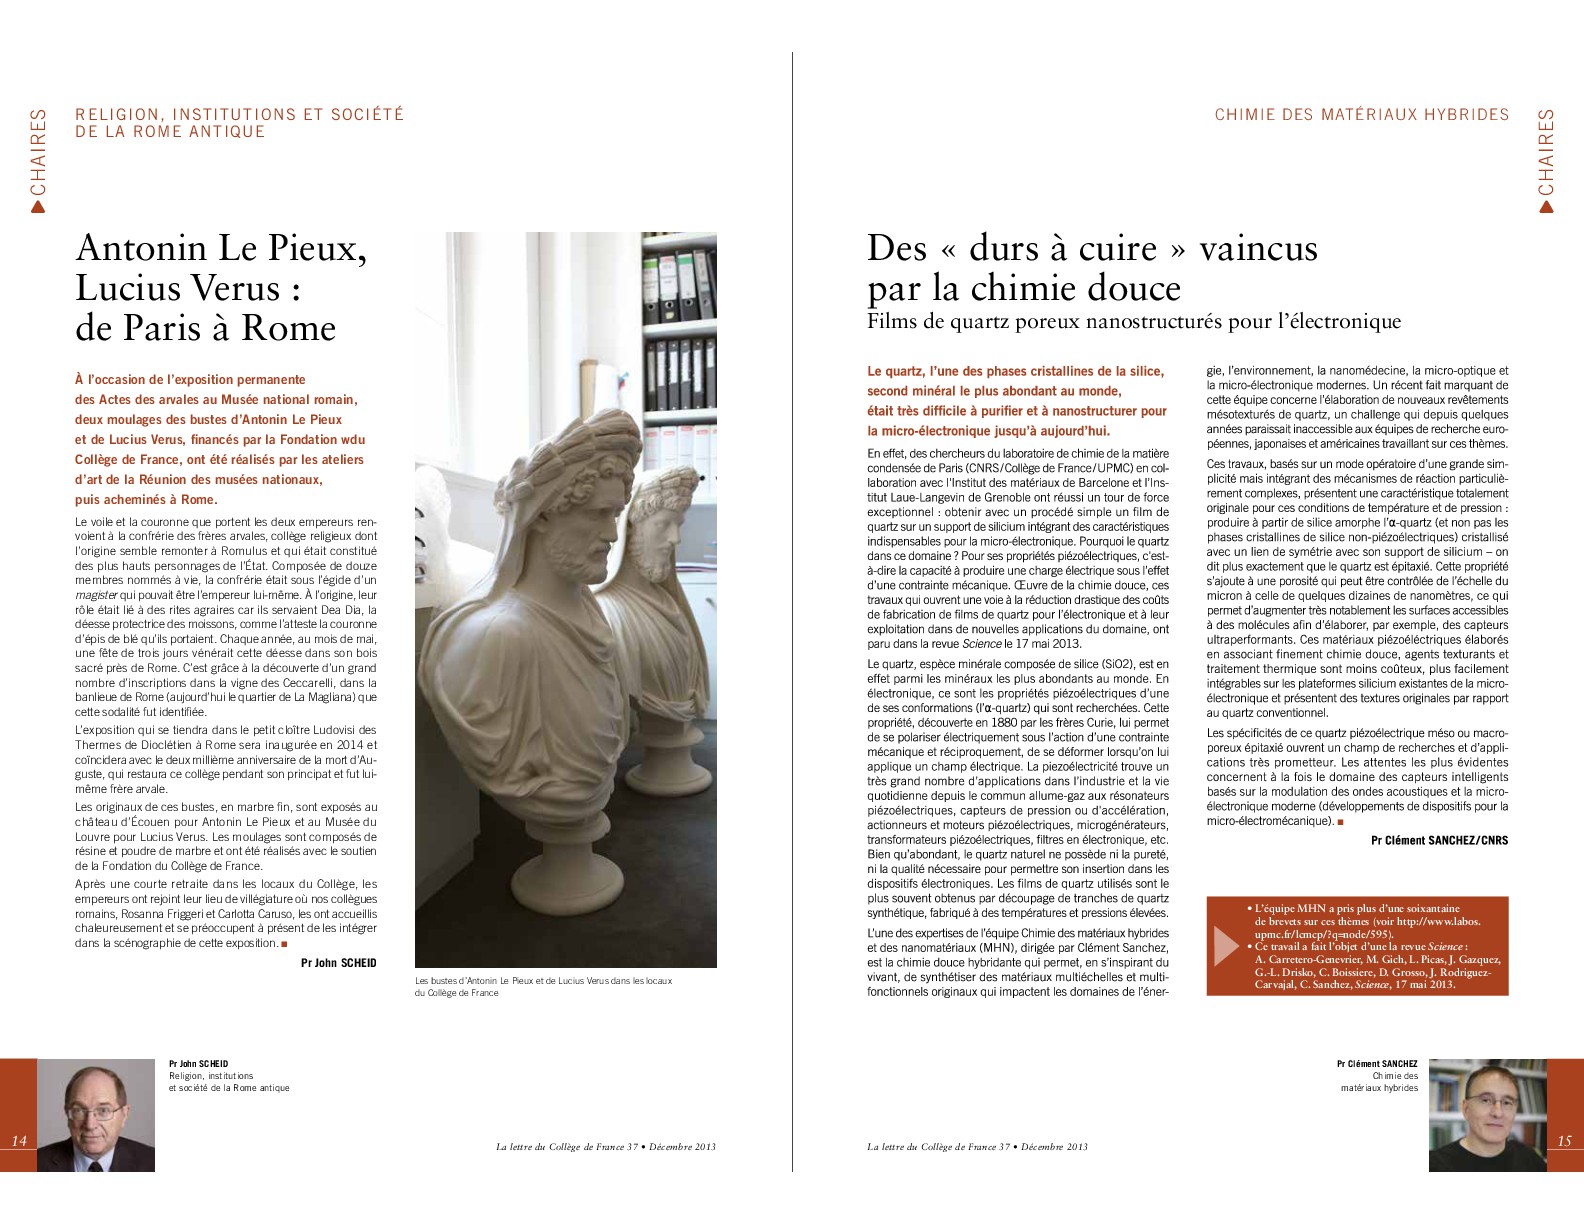 CHAIRES
RELIGION, INSTITUTIONS ET SOCIÉTÉ
DE LA ROME ANTIQUE
Antonin Le Pieux,
Lucius Verus :
de Paris à Rome
À l'occasion de l'exposition permanente
des Actes des arvales au Musée national romain,
deux moulages des bustes d'Antonin Le Pieux
et de Lucius Verus, financés par la Fondation wdu
Collège de France, ont été réalisés par les ateliers
d'art de la Réunion des musées nationaux,
puis acheminés à Rome.
Le voile et la couronne que portent les deux empereurs ren-
voient à la confrérie des frères arvales, collège religieux dont
l'origine semble remonter à Romulus et qui était constitué
des plus hauts personnages de l'État. Composée de douze
membres nommés à vie, la confrérie était sous l'égide d'un
magister qui pouvait être l'empereur lui-même. À l'origine, leur
rôle était lié à des rites agraires car ils servaient Dea Dia, la
déesse protectrice des moissons, comme l'atteste la couronne
d'épis de blé qu'ils portaient. Chaque année, au mois de mai,
une fête de trois jours vénérait cette déesse dans son bois
sacré près de Rome. C'est grâce à la découverte d'un grand
nombre d'inscriptions dans la vigne des Ceccarelli, dans la
banlieue de Rome (aujourd'hui le quartier de La Magliana) que
cette sodalité fut identifiée.
L'exposition qui se tiendra dans le petit cloître Ludovisi des
Thermes de Dioclétien à Rome sera inaugurée en 2014 et
coïncidera avec le deux millième anniversaire de la mort d'Au-
guste, qui restaura ce collège pendant son principat et fut lui-
même frère arvale.
Les originaux de ces bustes, en marbre fin, sont exposés au
château d'Écouen pour Antonin Le Pieux et au Musée du
Louvre pour Lucius Verus. Les moulages sont composés de
résine et poudre de marbre et ont été réalisés avec le soutien
de la Fondation du Collège de France.
Après une courte retraite dans les locaux du Collège, les
empereurs ont rejoint leur lieu de villégiature où nos collègues
romains, Rosanna Friggeri et Carlotta Caruso, les ont accueillis
chaleureusement et se préoccupent à présent de les intégrer
dans la scénographie de cette exposition.
Pr John SCHEID
Les bustes d'Antonin Le Pieux et de Lucius Verus dans les locaux
du Collège de France
Pr John SCHEID
Religion, institutions
et société de la Rome antique
14
La lettre du Collège de France 37 • Décembre 2013
CHIMIE DES MATÉRIAUX HYBRIDES
CHAIRES
Des « durs à cuire » vaincus
par la chimie douce
Films de quartz poreux nanostructurés pour l'électronique
Le quartz, l'une des phases cristallines de la silice,
second minéral le plus abondant au monde,
était très difficile à purifier et à nanostructurer pour
la micro-électronique jusqu'à aujourd'hui.
En effet, des chercheurs du laboratoire de chimie de la matière
condensée de Paris (CNRS/Collège de France/UPMC) en col-
laboration avec l'Institut des matériaux de Barcelone et l'Ins-
titut Laue-Langevin de Grenoble ont réussi un tour de force
exceptionnel : obtenir avec un procédé simple un film de
quartz sur un support de silicium intégrant des caractéristiques
indispensables pour la micro-électronique. Pourquoi le quartz
dans ce domaine ? Pour ses propriétés piézoélectriques, c'est-
à-dire la capacité à produire une charge électrique sous l'effet
d'une contrainte mécanique. Œuvre de la chimie douce, ces
travaux qui ouvrent une voie à la réduction drastique des coûts
de fabrication de films de quartz pour l'électronique et à leur
exploitation dans de nouvelles applications du domaine, ont
paru dans la revue Science le 17 mai 2013.
Le quartz, espèce minérale composée de silice (SiO2), est en
effet parmi les minéraux les plus abondants au monde. En
électronique, ce sont les propriétés piézoélectriques d'une
de ses conformations (l'α-quartz) qui sont recherchées. Cette
propriété, découverte en 1880 par les frères Curie, lui permet
de se polariser électriquement sous l'action d'une contrainte
mécanique et réciproquement, de se déformer lorsqu'on lui
applique un champ électrique. La piezoélectricité trouve un
très grand nombre d'applications dans l'industrie et la vie
quotidienne depuis le commun allume-gaz aux résonateurs
piézoélectriques, capteurs de pression ou d'accélération,
actionneurs et moteurs piézoélectriques, microgénérateurs,
transformateurs piézoélectriques, filtres en électronique, etc.
Bien qu'abondant, le quartz naturel ne possède ni la pureté,
ni la qualité nécessaire pour permettre son insertion dans les
dispositifs électroniques. Les films de quartz utilisés sont le
plus souvent obtenus par découpage de tranches de quartz
synthétique, fabriqué à des températures et pressions élevées.
L'une des expertises de l'équipe Chimie des matériaux hybrides
et des nanomatériaux (MHN), dirigée par Clément Sanchez,
est la chimie douce hybridante qui permet, en s'inspirant du
vivant, de synthétiser des matériaux multiéchelles et multi-
fonctionnels originaux qui impactent les domaines de l'éner-
gie, l'environnement, la nanomédecine, la micro-optique et
la micro-électronique modernes. Un récent fait marquant de
cette équipe concerne l'élaboration de nouveaux revêtements
mésotexturés de quartz, un challenge qui depuis quelques
années paraissait inaccessible aux équipes de recherche euro-
péennes, japonaises et américaines travaillant sur ces thèmes.
Ces travaux, basés sur un mode opératoire d'une grande sim-
plicité mais intégrant des mécanismes de réaction particuliè-
rement complexes, présentent une caractéristique totalement
originale pour ces conditions de température et de pression :
produire à partir de silice amorphe l'α-quartz (et non pas les
phases cristallines de silice non-piézoélectriques) cristallisé
avec un lien de symétrie avec son support de silicium – on
dit plus exactement que le quartz est épitaxié. Cette propriété
s'ajoute à une porosité qui peut être contrôlée de l'échelle du
micron à celle de quelques dizaines de nanomètres, ce qui
permet d'augmenter très notablement les surfaces accessibles
à des molécules afin d'élaborer, par exemple, des capteurs
ultraperformants. Ces matériaux piézoéléctriques élaborés
en associant finement chimie douce, agents texturants et
traitement thermique sont moins coûteux, plus facilement
intégrables sur les plateformes silicium existantes de la micro-
électronique et présentent des textures originales par rapport
au quartz conventionnel.
Les spécificités de ce quartz piézoélectrique méso ou macro-
poreux épitaxié ouvrent un champ de recherches et d'appli-
cations très prometteur. Les attentes les plus évidentes
concernent à la fois le domaine des capteurs intelligents
basés sur la modulation des ondes acoustiques et la micro-
électronique moderne (développements de dispositifs pour la
micro-électromécanique).
Pr Clément SANCHEZ/CNRS
• L'équipe MHN a pris plus d'une soixantaine
de brevets sur ces thèmes (voir http://www.labos.
upmc.fr/lcmcp/?q=node/595).
• Ce travail a fait l'objet d'une la revue Science :
A. Carretero-Genevrier, M. Gich, L. Picas, J. Gazquez,
G.-L. Drisko, C. Boissiere, D. Grosso, J. Rodriguez-
Carvajal, C. Sanchez, Science, 17 mai 2013.
Pr Clément SANCHEZ
Chimie des
matériaux hybrides
La lettre du Collège de France 37 • Décembre 2013
15